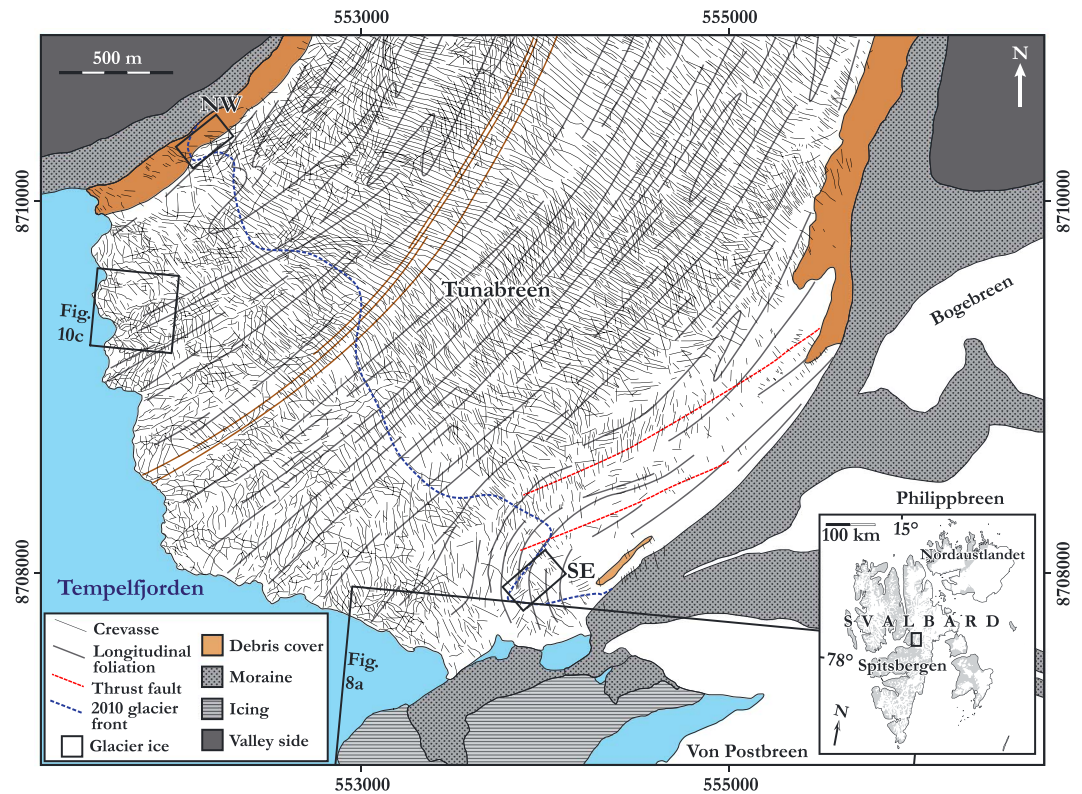 553000
555000
500 m
N
NW
8710000
8710000
Tunabreen
Bogebreen
Fig.
10c
Philippbreen
SE
8708000
8708000
Tempelfjorden
Fig.
8a
Von Postbreen
Crevasse
Longitudinal
foliation
Thrust fault
2010 glacier
front
Glacier ice
Debris cover
Moraine
Icing
Valley side
100 km
15°
Nordaustlandet
SVALBARD
78°
Spitsbergen
N
553000
555000